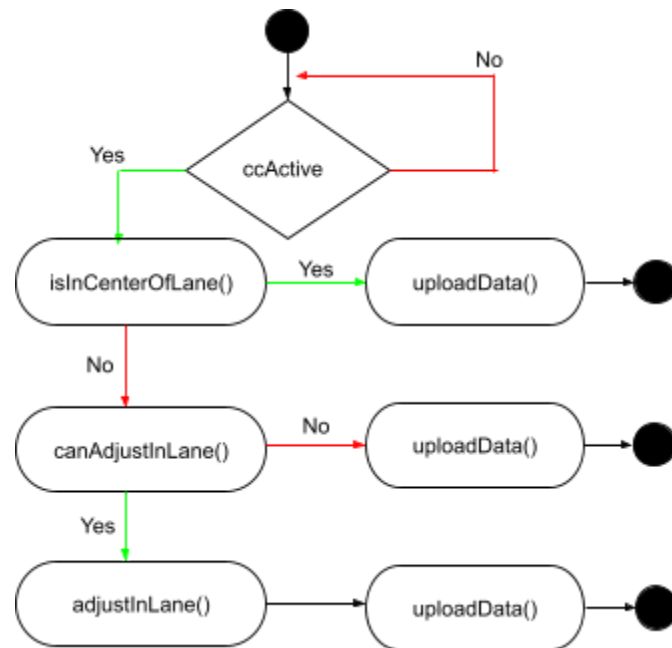 No
ccActive
Yes
isInCenterOfLane()
Yes
uploadData()
No
canAdjustInLane()
No
uploadData()
Yes
adjustInLane()
uploadData()